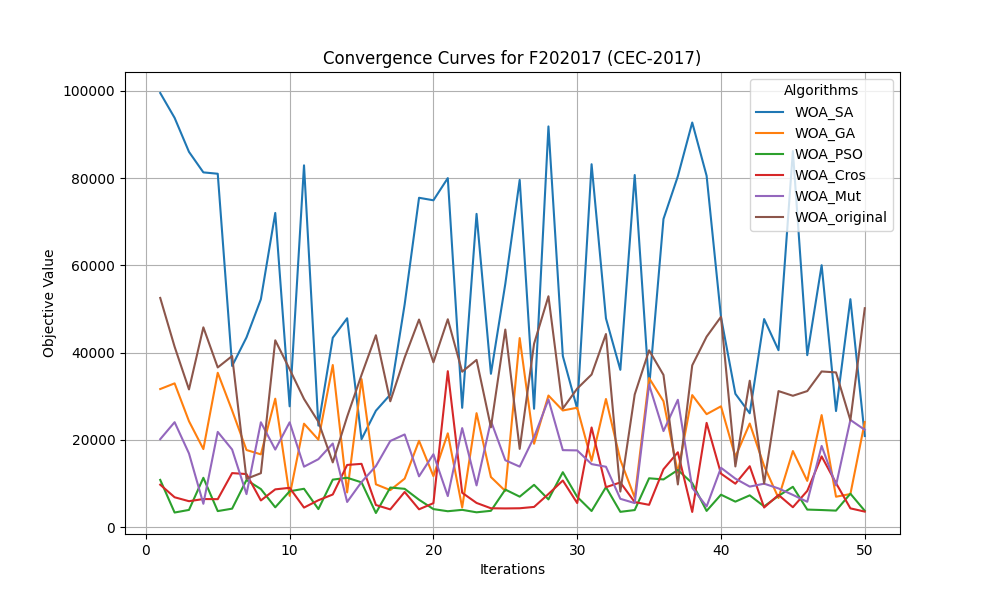 Convergence Curves for F202017 (CEC-2017)
Algorithms
WOA_SA
WOA_GA
WOA_PSO
WOA_Cros
WOA_Mut
WOA_original
Objective Value
100000
80000
60000
40000
20000
0
0 10 20 30 40 50
Iterations